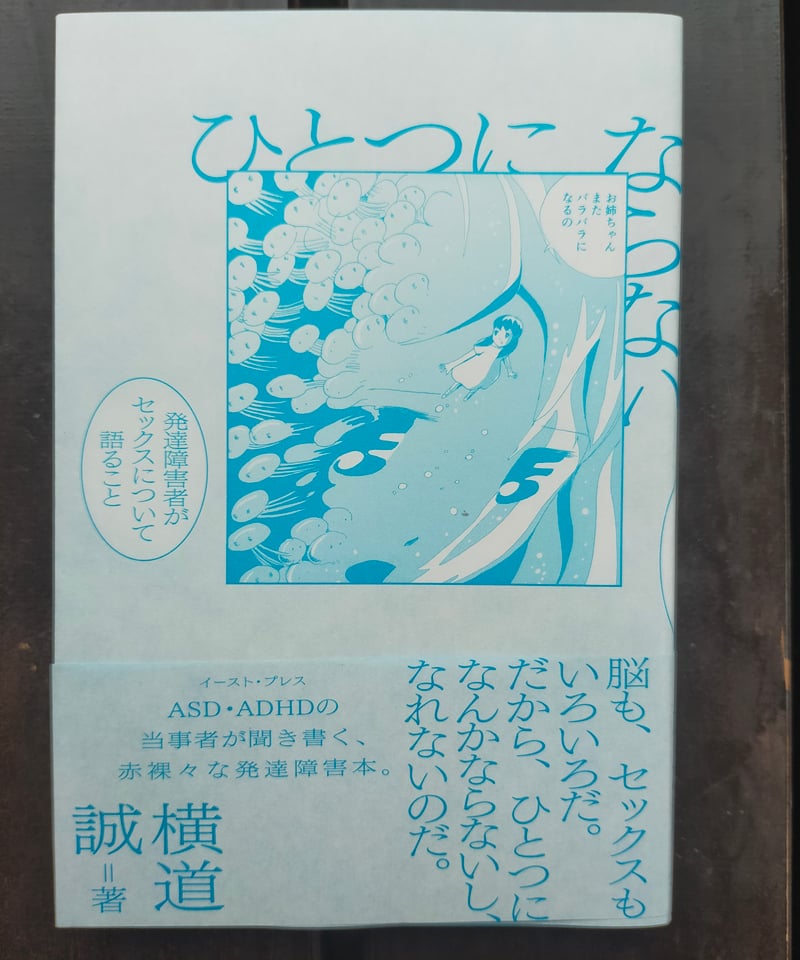 ひとつに
ならない
お姉ちゃん
また
バラバラに
なるの
発達障害者が
セックスについて
語ること
脳も、セックスも
いろいろだ。
だから、ひとつに
なんかならないし、
なれないのだ。
イースト・プレス
ASD・ADHDの
当事者が聞き書く、
赤裸々な発達障害本。
横道
誠＝著